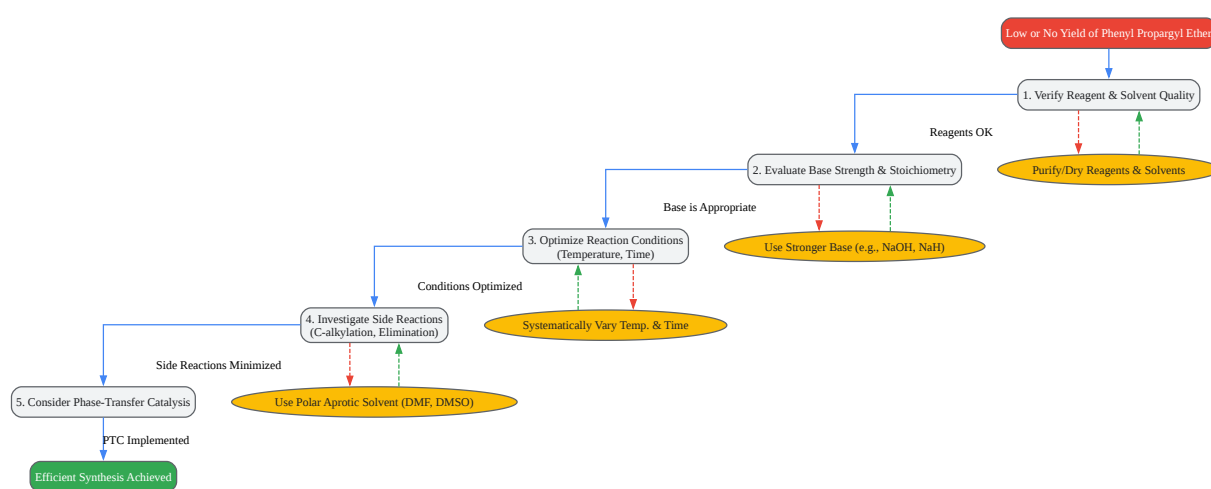 Low or No Yield of Phenyl Propargyl Ether
1. Verify Reagent & Solvent Quality
Reagents OK
Purify/Dry Reagents & Solvents
2. Evaluate Base Strength & Stoichiometry
Base is Appropriate
Use Stronger Base (e.g., NaOH, NaH)
3. Optimize Reaction Conditions
(Temperature, Time)
Conditions Optimized
Systematically Vary Temp. & Time
4. Investigate Side Reactions
(C-alkylation, Elimination)
Side Reactions Minimized
Use Polar Aprotic Solvent (DMF, DMSO)
5. Consider Phase-Transfer Catalysis
PTC Implemented
Efficient Synthesis Achieved